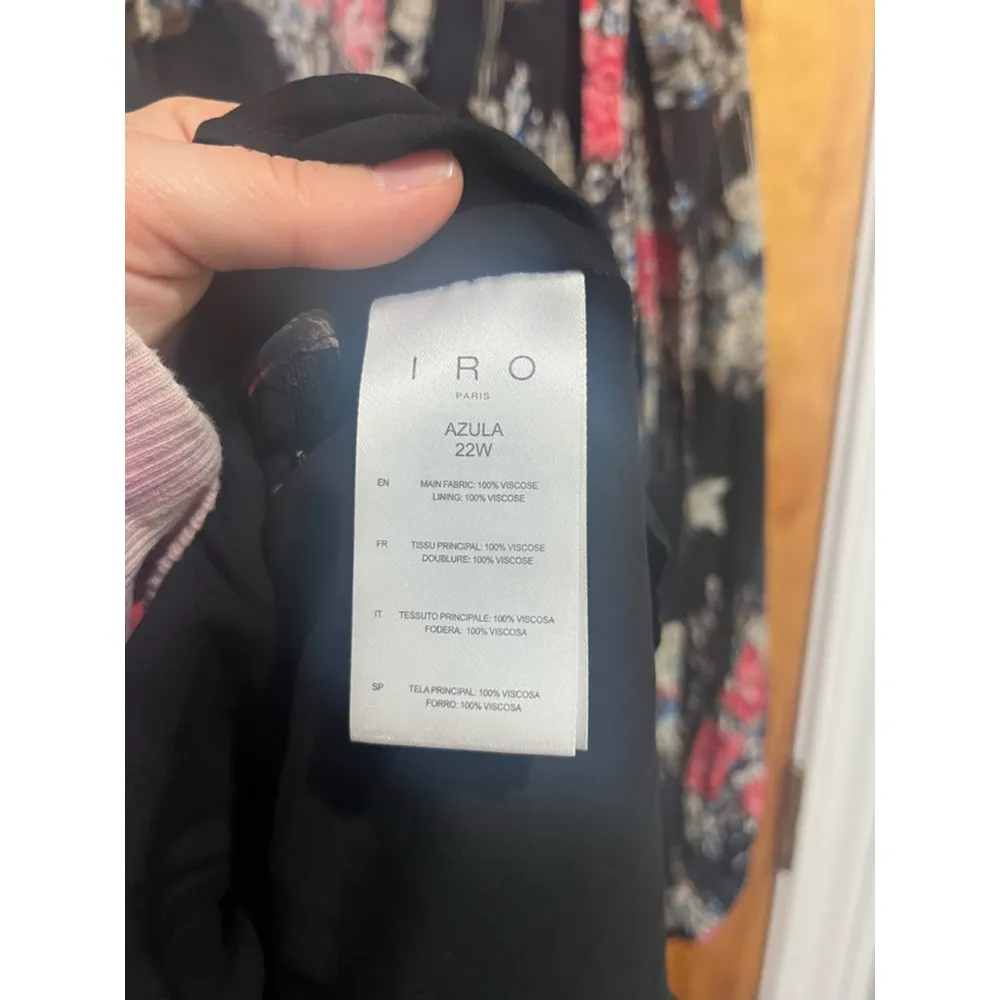 IRO
PARIS
AZULA
22W
EN MAIN FABRIC: 100% VISCOSE
LINING: 100% VISCOSE
FR TISSU PRINCIPAL: 100% VISCOSE
DOUBLURE: 100% VISCOSE
IT TESSUTO PRINCIPALE: 100% VISCOSA
FODERA: 100% VISCOSA
SP TELA PRINCIPAL: 100% VISCOSA
FORRO: 100% VISCOSA